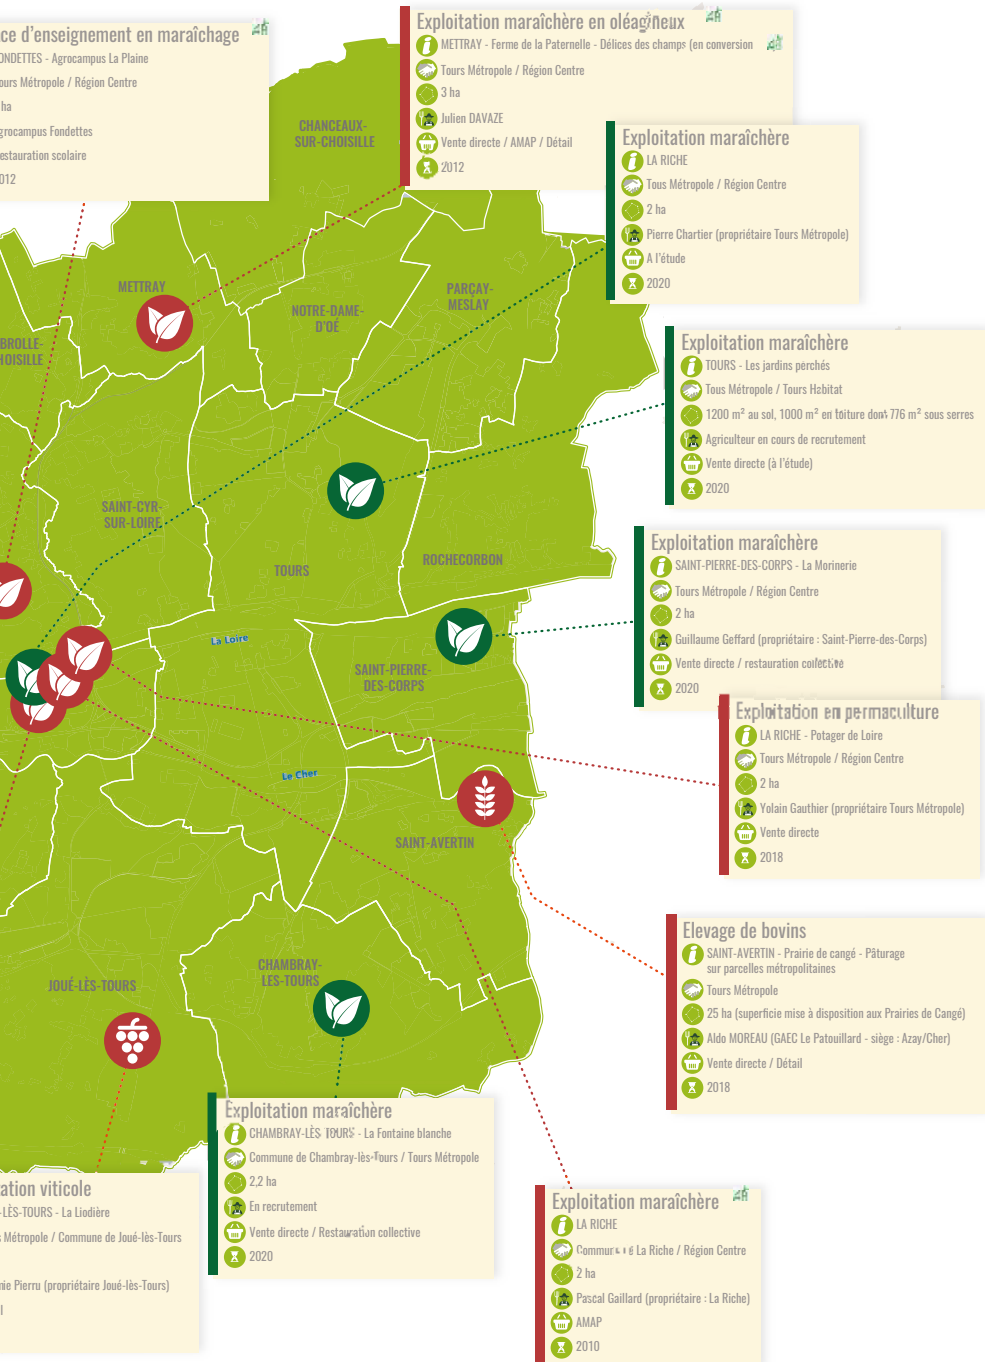 ce d'enseignement en maraîchage
ONDETTES - Agrocampus La Plaine
ours Métropole / Région Centre
ha
grocampus Fondettes
estauration scolaire
012
Exploitation maraîchère en oléagineux
METTRAY - Ferme de la Paternelle - Délices des champs (en conversion
Tours Métropole / Région Centre
3 ha
Julien DAVAZE
Vente directe / AMAP / Détail
2012
Exploitation maraîchère
LA RICHE
Tous Métropole / Région Centre
2 ha
Pierre Chartier (propriétaire Tours Métropole)
A l'étude
2020
CHANCEAUX-
SUR-CHOISILLE
METTRAY
NOTRE-DAME-
D'OÉ
PARÇAY-
MESLAY
BROLLE-
HOISILLE
Exploitation maraîchère
TOURS - Les jardins perchés
Tous Métropole / Tours Habitat
1200 m² au sol, 1000 m² en toiture dont 776 m² sous serres
Agriculteur en cours de recrutement
Vente directe (à l'étude)
2020
SAINT-CYR-
SUR-LOIRE
TOURS
ROCHECORBON
Exploitation maraîchère
SAINT-PIERRE-DES-CORPS - La Morinerie
Tours Métropole / Région Centre
2 ha
Guillaume Geffard (propriétaire : Saint-Pierre-des-Corps)
Vente directe / restauration collective
2020
La Loire
SAINT-PIERRE-
DES-CORPS
Exploitation en permaculture
LA RICHE - Potager de Loire
Tours Métropole / Région Centre
2 ha
Yolain Gauthier (propriétaire Tours Métropole)
Vente directe
2018
Le Cher
SAINT-AVERTIN
Elevage de bovins
SAINT-AVERTIN - Prairie de cangé - Pâturage
sur parcelles métropolitaines
Tours Métropole
25 ha (superficie mise à disposition aux Prairies de Cangé)
Aldo MOREAU (GAEC Le Patouillard - siège : Azay/Cher)
Vente directe / Détail
2018
JOUÉ-LÈS-TOURS
CHAMBRAY-
LES-TOURS
Exploitation maraîchère
CHAMBRAY-LÈS TOURS - La Fontaine blanche
Commune de Chambray-lès-Tours / Tours Métropole
2,2 ha
En recrutement
Vente directe / Restauration collective
2020
ation viticole
-LÈS-TOURS - La Liodière
s Métropole / Commune de Joué-lès-Tours
nie Pierru (propriétaire Joué-lès-Tours)
l
Exploitation maraîchère
LA RICHE
Commune La Riche / Région Centre
2 ha
Pascal Gaillard (propriétaire : La Riche)
AMAP
2010